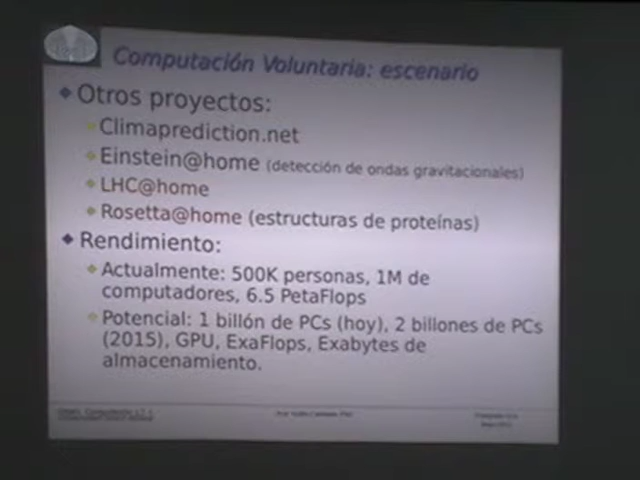 Computación Voluntaria: escenario
Otros proyectos:
Climaprediction.net
Einstein@home (detección de ondas gravitacionales)
LHC@home
Rosetta@home (estructuras de proteínas)
Rendimiento:
Actualmente: 500K personas, 1M de
computadores, 6.5 PetaFlops
Potencial: 1 billón de PCs (hoy), 2 billones de PCs
(2015), GPU, ExaFlops, Exabytes de
almacenamiento.